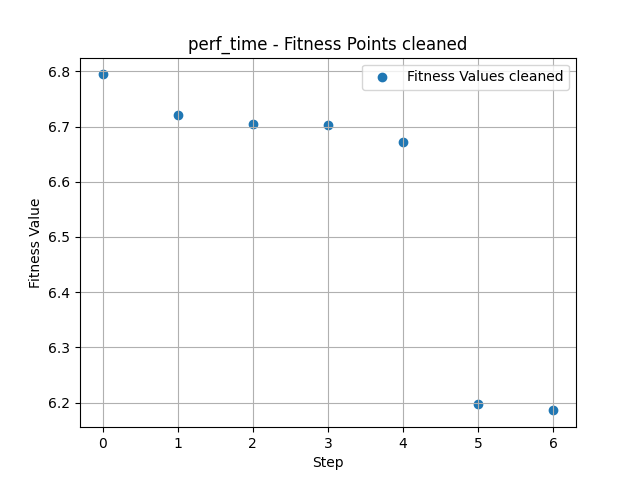 perf_time - Fitness Points cleaned
Fitness Values cleaned
Fitness Value
6.8
6.7
6.6
6.5
6.4
6.3
6.2
0 1 2 3 4 5 6
Step